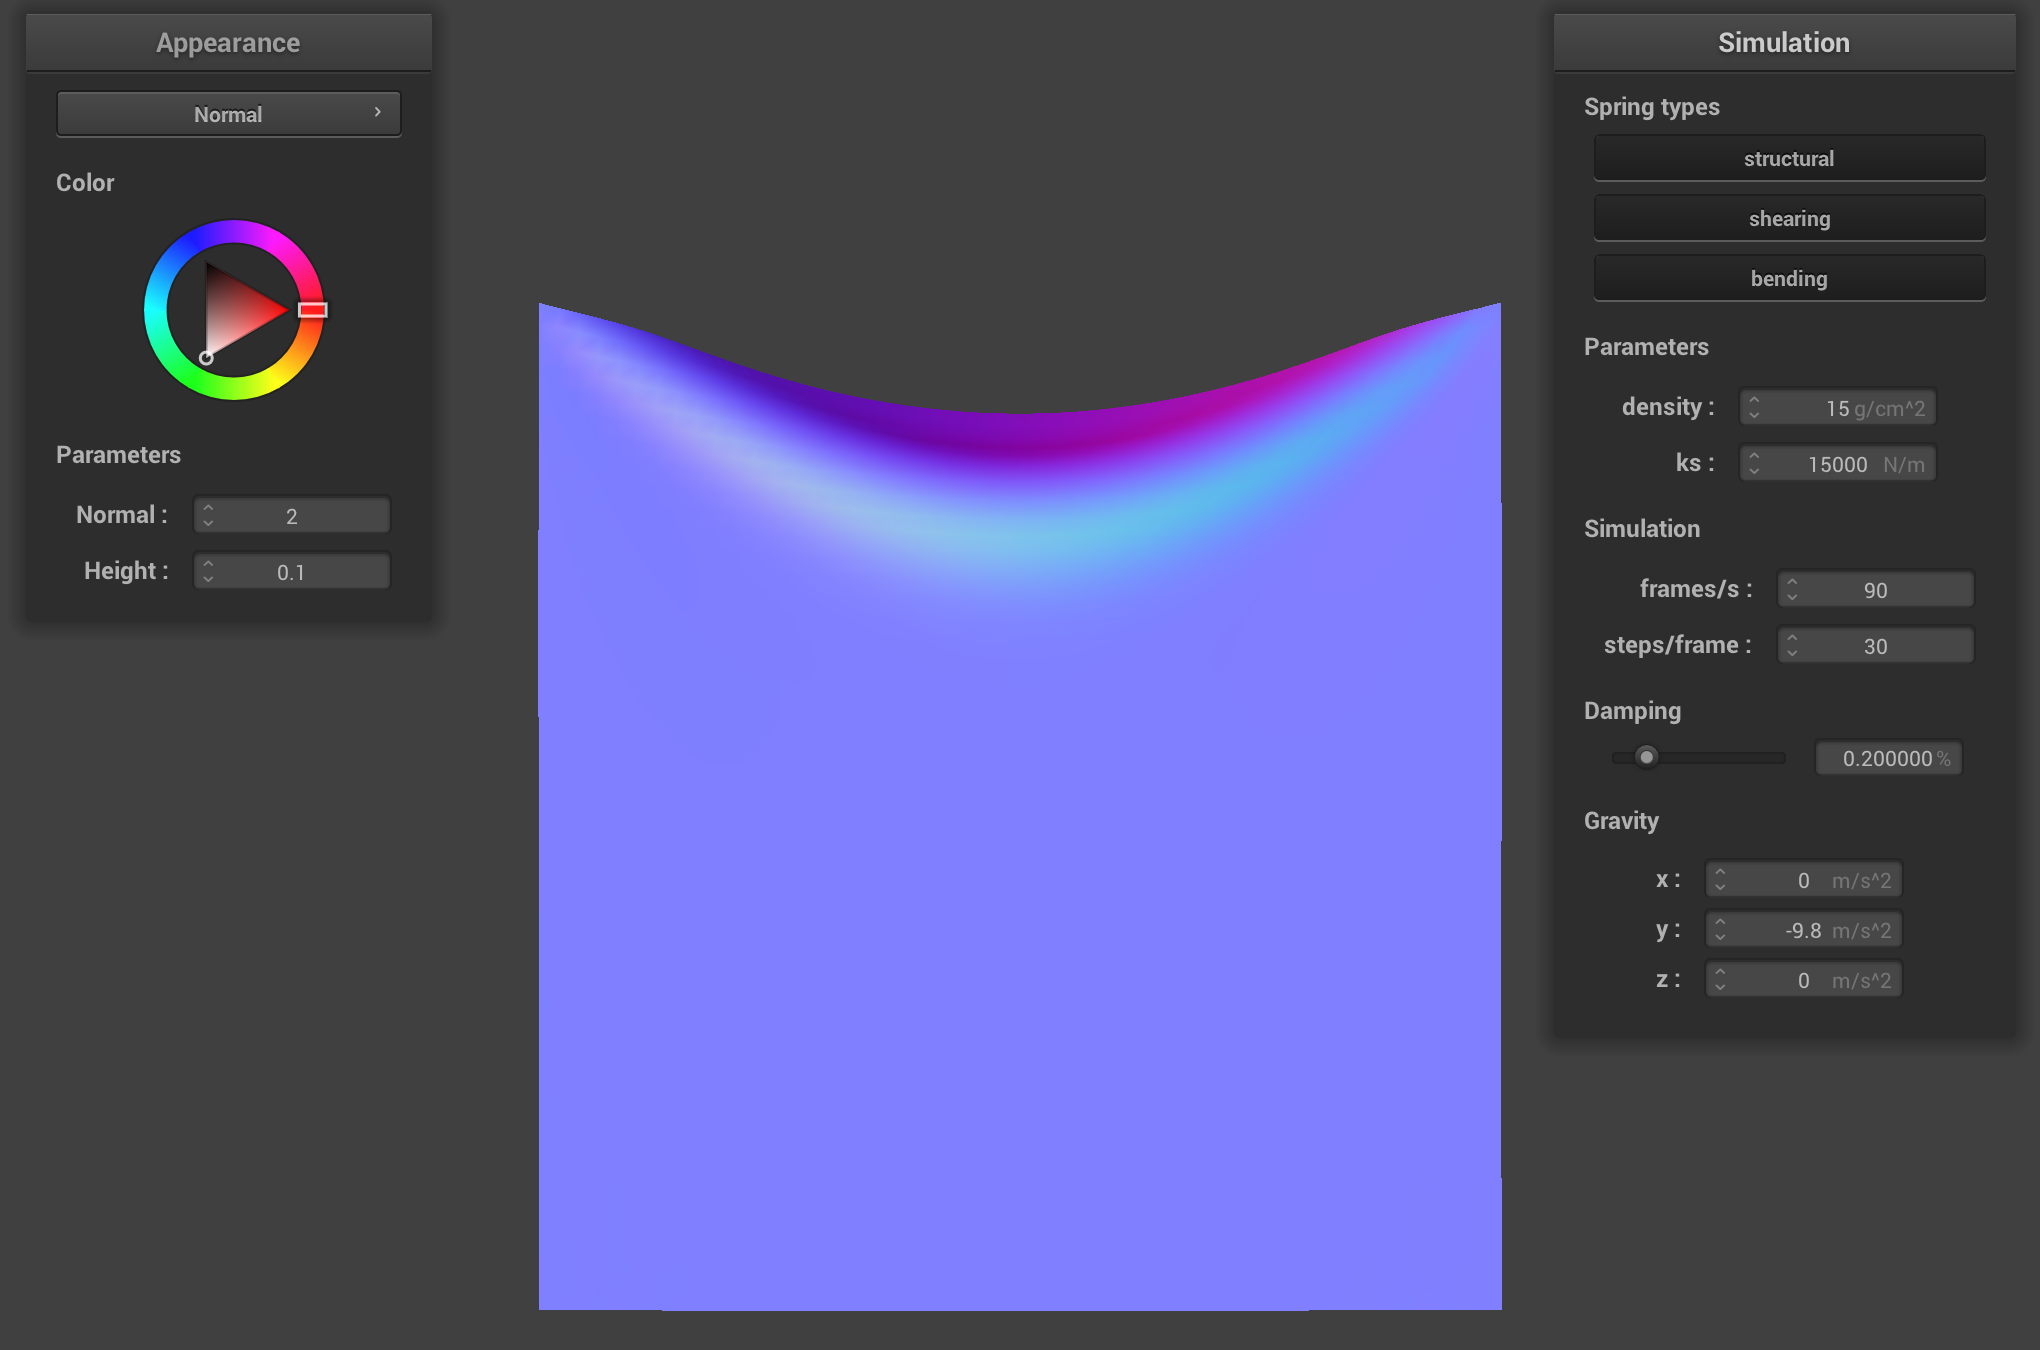 Appearance
Normal
Color
Parameters
Normal : 2
Height : 0.1
Simulation
Spring types
structural
shearing
bending
Parameters
density : 15 g/cm^2
ks : 15000 N/m
Simulation
frames/s : 90
steps/frame : 30
Damping
0.200000 %
Gravity
x : 0 m/s^2
y : -9.8 m/s^2
z : 0 m/s^2